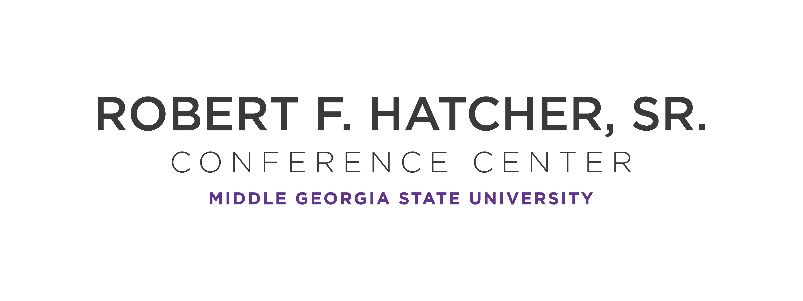 ROBERT F. HATCHER, SR.
CONFERENCE CENTER
MIDDLE GEORGIA STATE UNIVERSITY